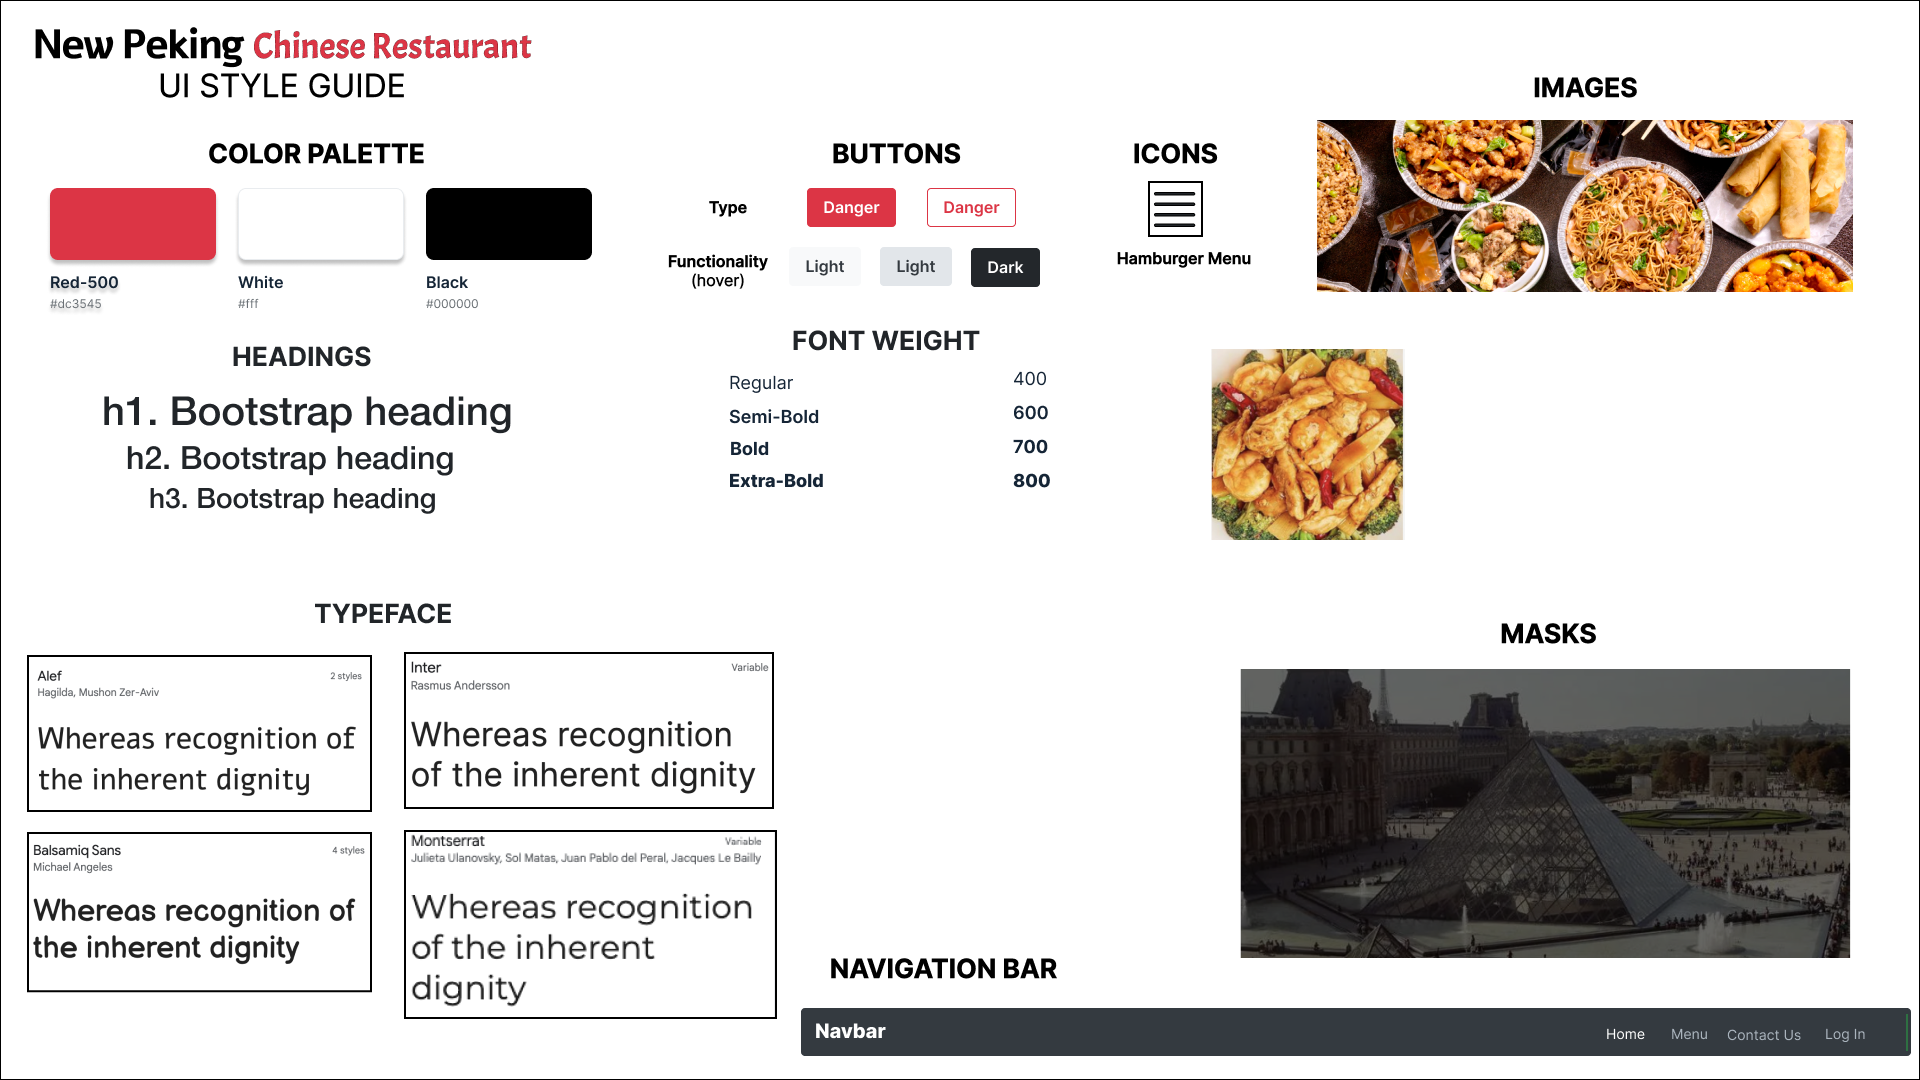 New Peking Chinese Restaurant
UI STYLE GUIDE
COLOR PALETTE
Red-500
#dc3545
White
#fff
Black
#000000
BUTTONS
Type
Danger
Danger
Functionality
(hover)
Light
Light
Dark
ICONS
Hamburger Menu
IMAGES
HEADINGS
h1. Bootstrap heading
h2. Bootstrap heading
h3. Bootstrap heading
FONT WEIGHT
Regular 400
Semi-Bold 600
Bold 700
Extra-Bold 800
TYPEFACE
Alef 2 styles
Hagilda, Mushon Zer-Aviv
Whereas recognition of
the inherent dignity
Inter Variable
Rasmus Andersson
Whereas recognition
of the inherent dignity
Balsamiq Sans 4 styles
Michael Angeles
Whereas recognition of
the inherent dignity
Montserrat Variable
Julieta Ulanovsky, Sol Matas, Juan Pablo del Peral, Jacques Le Bailly
Whereas recognition
of the inherent
dignity
MASKS
NAVIGATION BAR
Navbar Home Menu Contact Us Log In